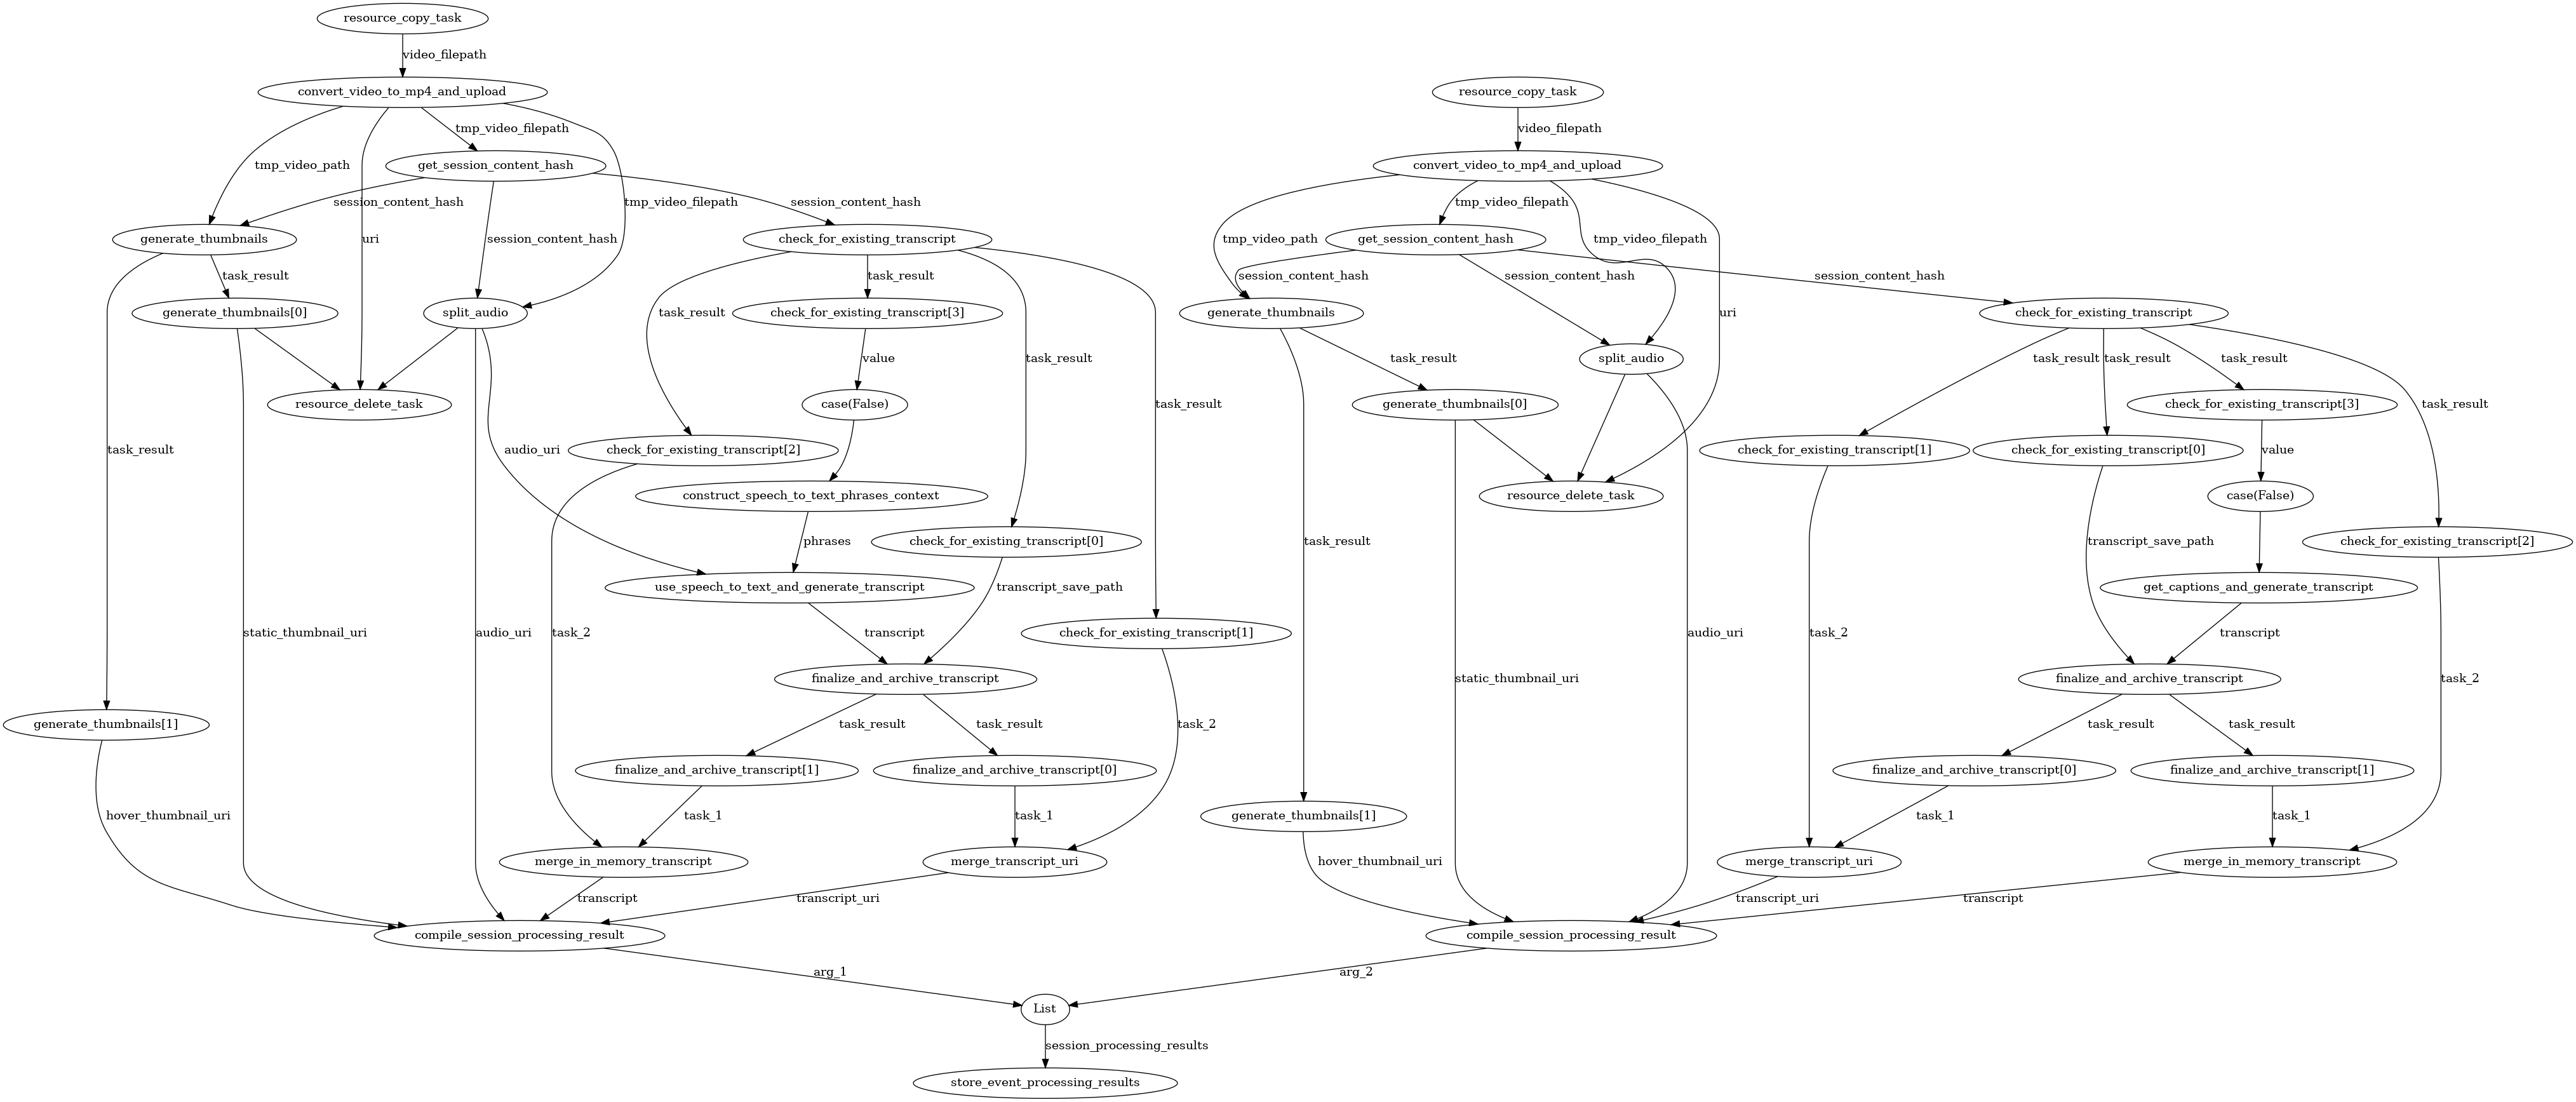 resource_copy_task
video_filepath
convert_video_to_mp4_and_upload
resource_copy_task
tmp_video_filepath
video_filepath
tmp_video_path
get_session_content_hash
convert_video_to_mp4_and_upload
session_content_hash
tmp_video_filepath
session_content_hash
tmp_video_filepath
generate_thumbnails
uri
session_content_hash
check_for_existing_transcript
tmp_video_path
get_session_content_hash
tmp_video_filepath
task_result
task_result
session_content_hash
session_content_hash
session_content_hash
generate_thumbnails[0]
split_audio
task_result
check_for_existing_transcript[3]
generate_thumbnails
uri
check_for_existing_transcript
value
task_result
split_audio
task_result
task_result
task_result
task_result
resource_delete_task
case(False)
task_result
generate_thumbnails[0]
check_for_existing_transcript[3]
task_result
task_result
audio_uri
check_for_existing_transcript[2]
check_for_existing_transcript[1]
check_for_existing_transcript[0]
value
construct_speech_to_text_phrases_context
resource_delete_task
case(False)
phrases
check_for_existing_transcript[0]
task_result
transcript_save_path
check_for_existing_transcript[2]
use_speech_to_text_and_generate_transcript
transcript_save_path
get_captions_and_generate_transcript
static_thumbnail_uri
audio_uri
task_2
transcript
check_for_existing_transcript[1]
audio_uri
task_2
transcript
finalize_and_archive_transcript
static_thumbnail_uri
finalize_and_archive_transcript
task_2
generate_thumbnails[1]
task_result
task_result
task_2
task_result
task_result
finalize_and_archive_transcript[1]
finalize_and_archive_transcript[0]
finalize_and_archive_transcript[0]
finalize_and_archive_transcript[1]
hover_thumbnail_uri
task_1
task_1
generate_thumbnails[1]
task_1
task_1
merge_in_memory_transcript
merge_transcript_uri
hover_thumbnail_uri
merge_transcript_uri
merge_in_memory_transcript
transcript
transcript_uri
transcript_uri
transcript
compile_session_processing_result
compile_session_processing_result
arg_1
arg_2
List
session_processing_results
store_event_processing_results